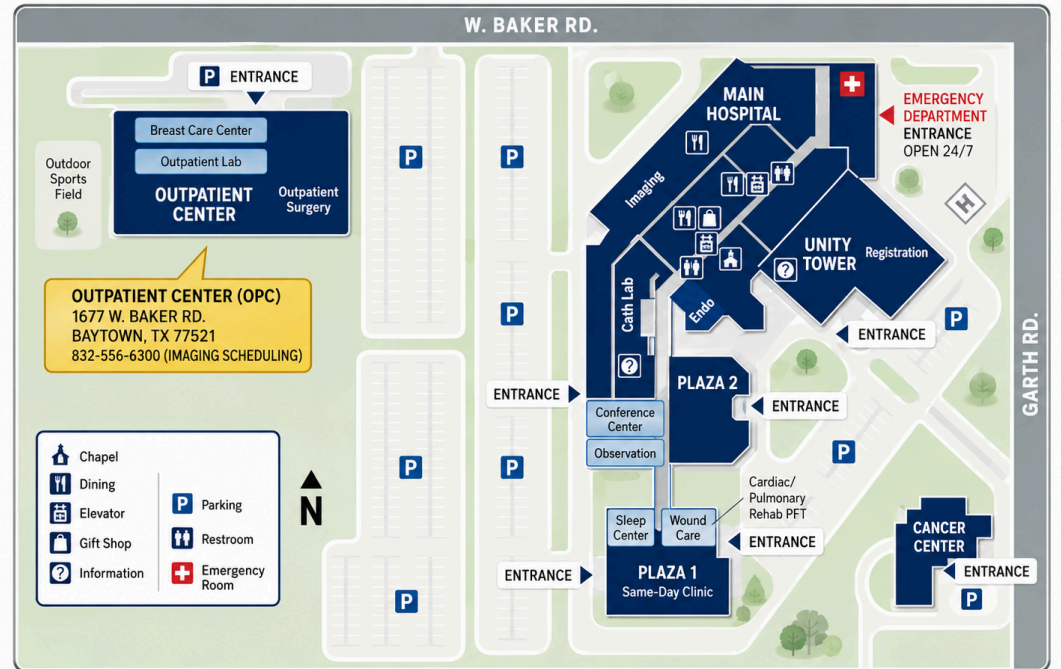 W. BAKER RD.
P ENTRANCE
Breast Care Center
Outpatient Lab
OUTPATIENT
CENTER
Outpatient
Surgery
Outdoor
Sports
Field
OUTPATIENT CENTER (OPC)
1677 W. BAKER RD.
BAYTOWN, TX 77521
832-556-6300 (IMAGING SCHEDULING)
Chapel
Dining
Elevator
Gift Shop
? Information
P Parking
Restroom
Emergency
Room
N
P
P
P
P
P
P
MAIN
HOSPITAL
EMERGENCY
DEPARTMENT
ENTRANCE
OPEN 24/7
H
Imaging
UNITY
TOWER
Registration
?
Cath Lab
Endo
?
P
ENTRANCE
PLAZA 2
ENTRANCE
ENTRANCE
Conference
Center
Observation
P
Cardiac/
Pulmonary
Rehab PFT
Sleep
Center
Wound
Care
ENTRANCE
ENTRANCE
PLAZA 1
Same-Day Clinic
CANCER
CENTER
ENTRANCE
P
GARTH RD.